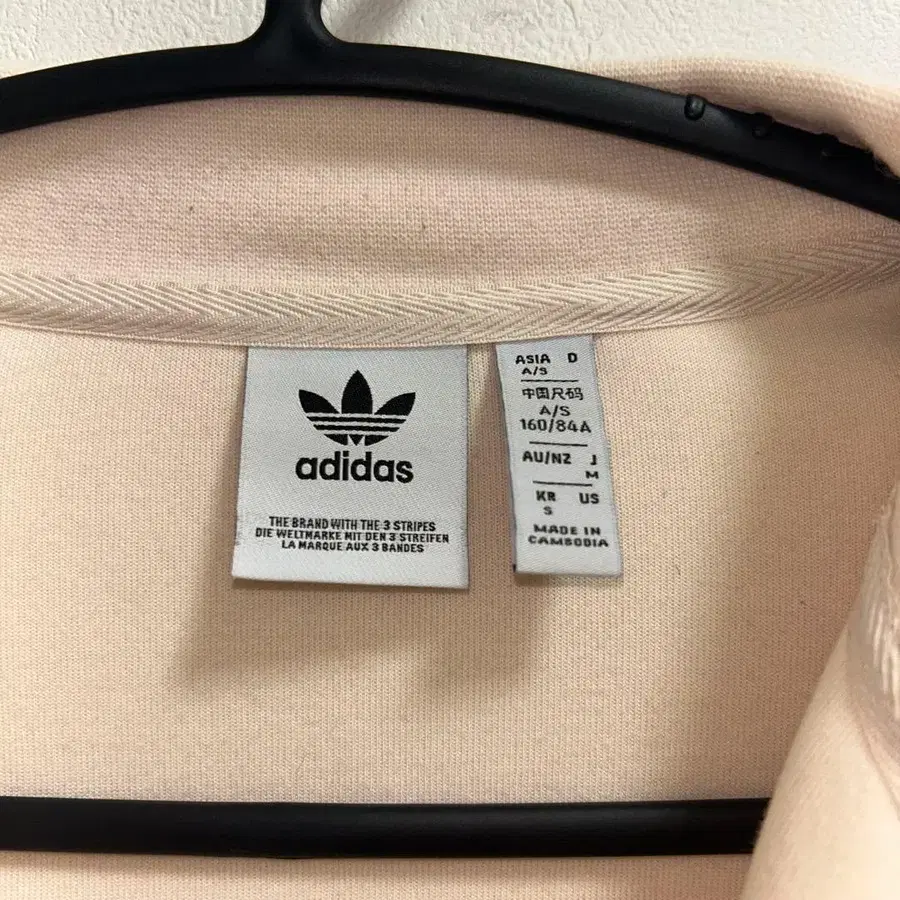 adidas
THE BRAND WITH THE 3 STRIPES
DIE WELTMARKE MIT DEN 3 STREIFEN
LA MARQUE AUX 3 BANDES
ASIA D
A/S
中国尺码
A/S
160/84A
AU/NZ J
M
KR US
S
MADE IN
CAMBODIA